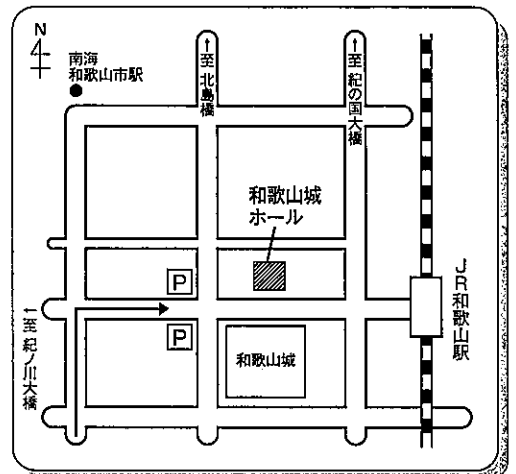 N
南海
和歌山市駅
↑至 北島橋
↑至 紀の国大橋
和歌山城
ホール
P
P
和歌山城
JR和歌山駅
↑至 紀ノ川大橋